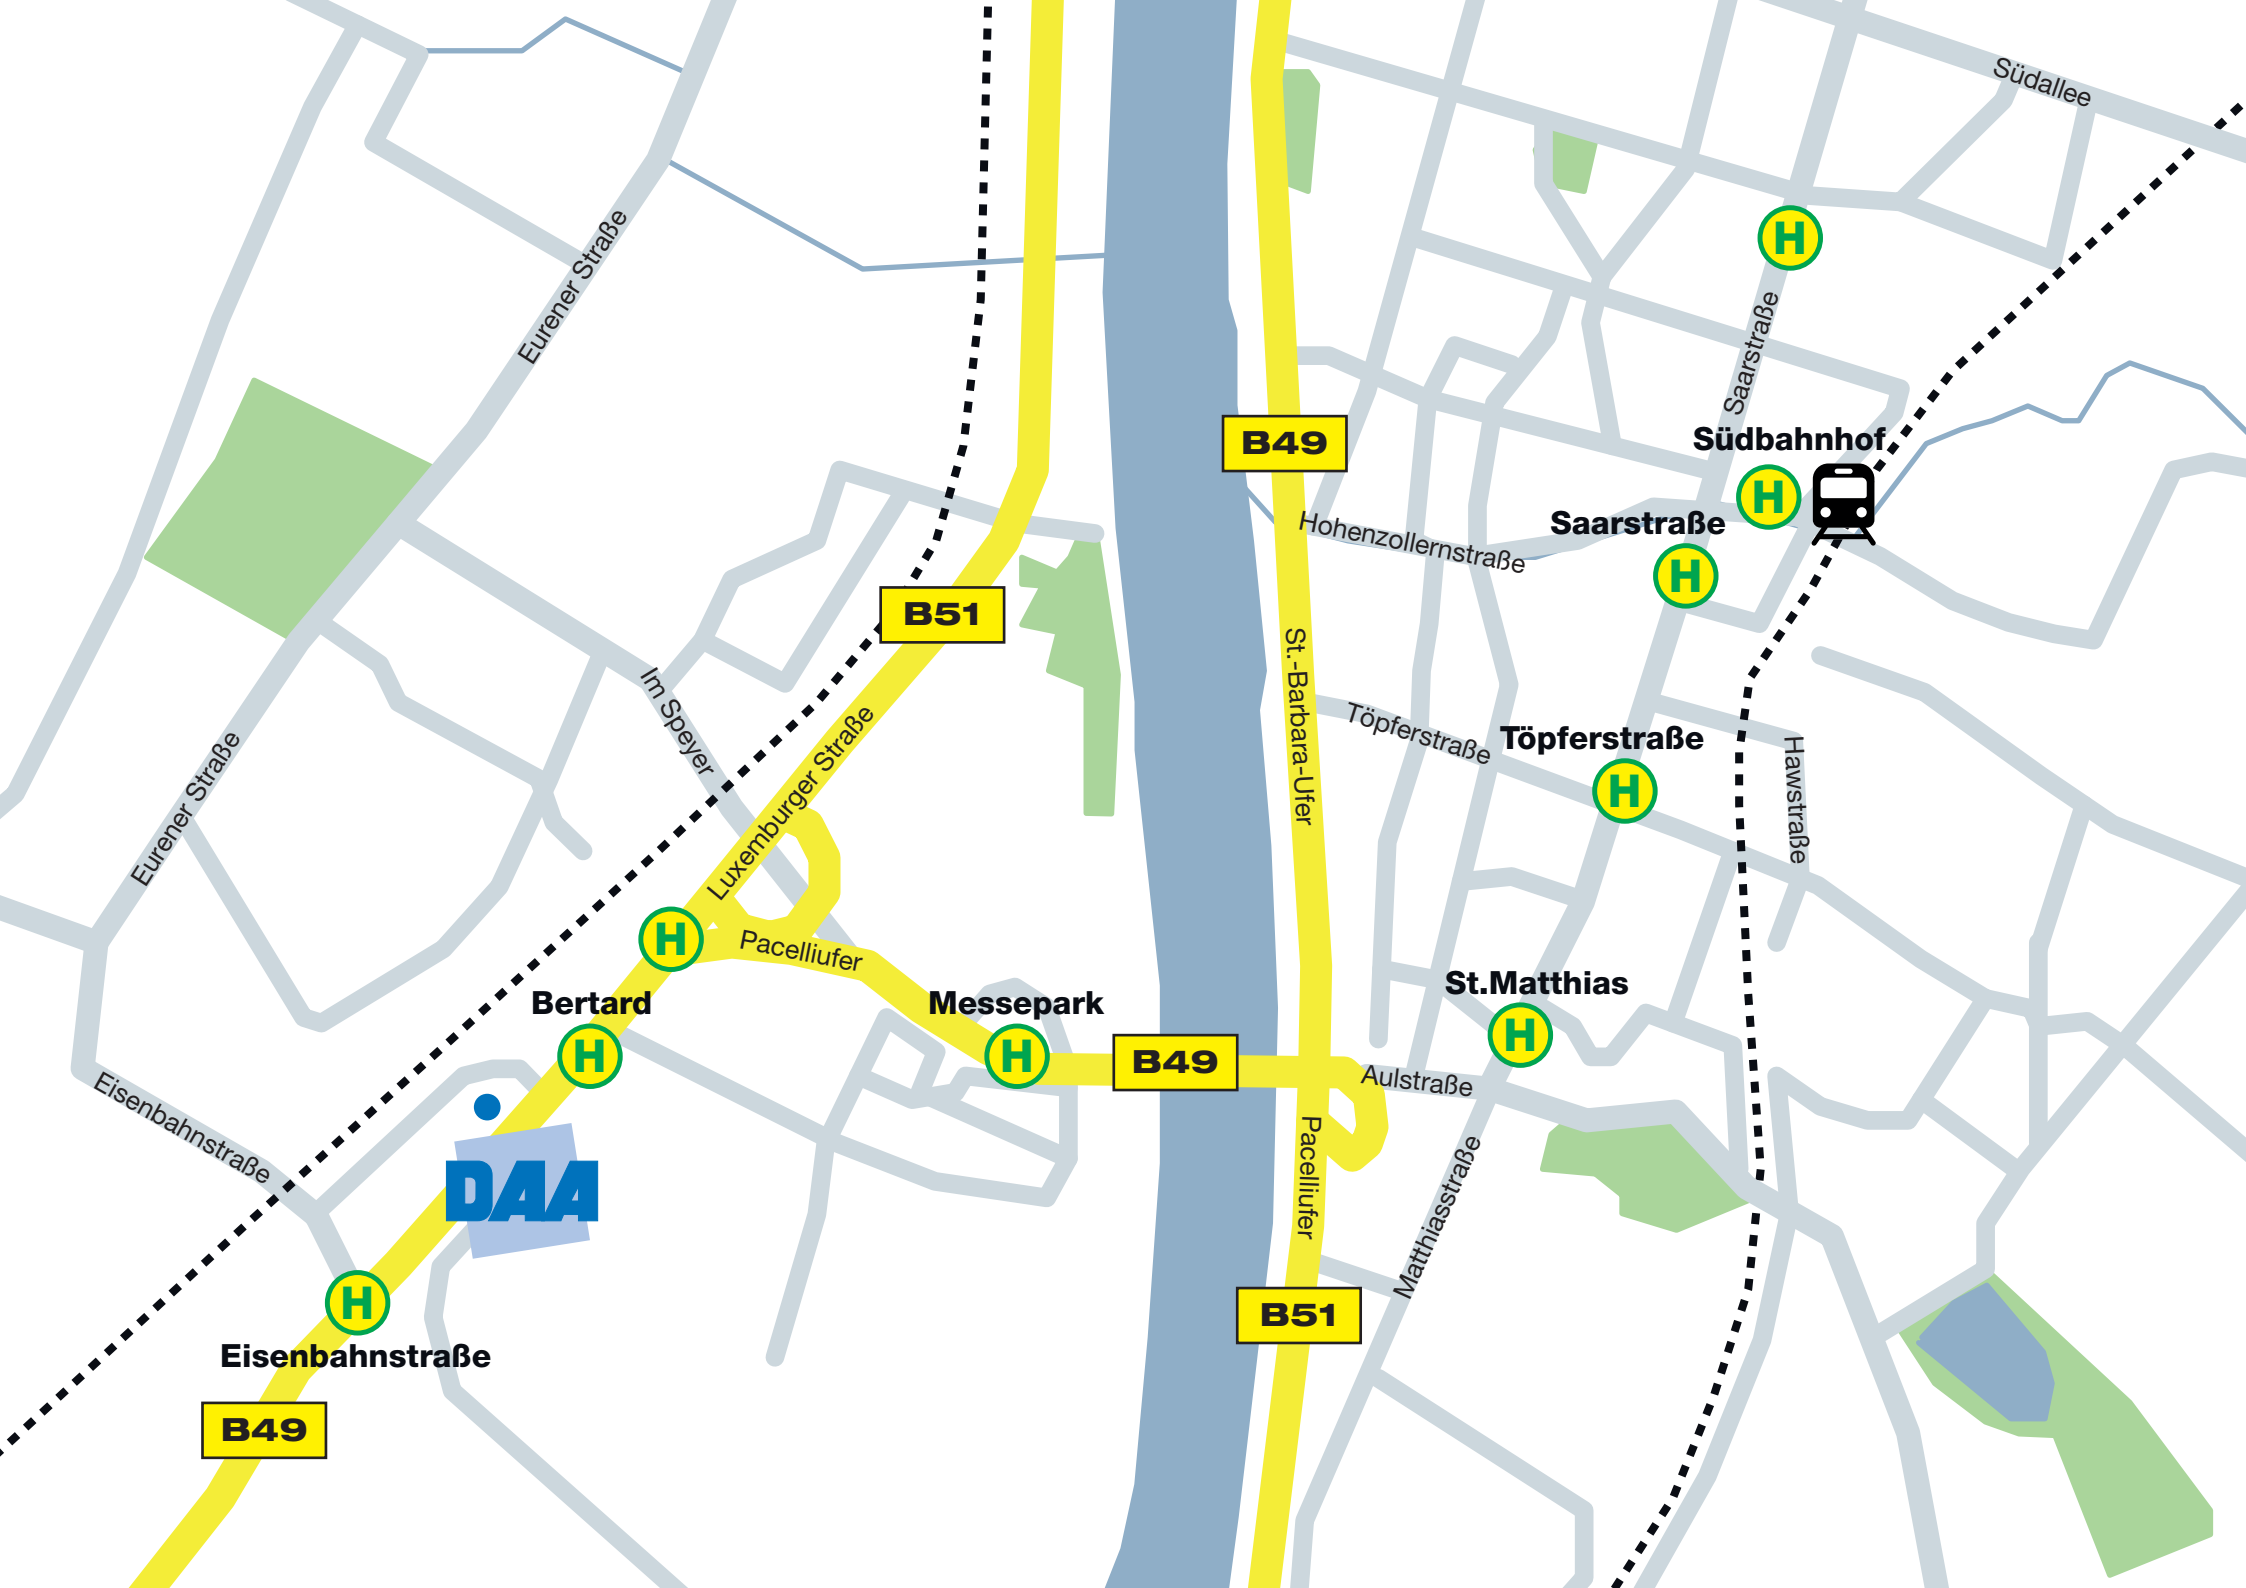 Südallee
Eurener Straße
H
Saarstraße
B49
Südbahnhof
H
Hohenzollernstraße
Saarstraße
H
B51
St.-Barbara-Ufer
Im Speyer
Luxemburger Straße
Töpferstraße
Töpferstraße
H
Hawstraße
Eurener Straße
H
Pacelliufer
Bertard
H
Messepark
H
B49
St.Matthias
H
Aulstraße
Eisenbahnstraße
DAA
Pacelliufer
Matthiasstraße
H
Eisenbahnstraße
B51
B49